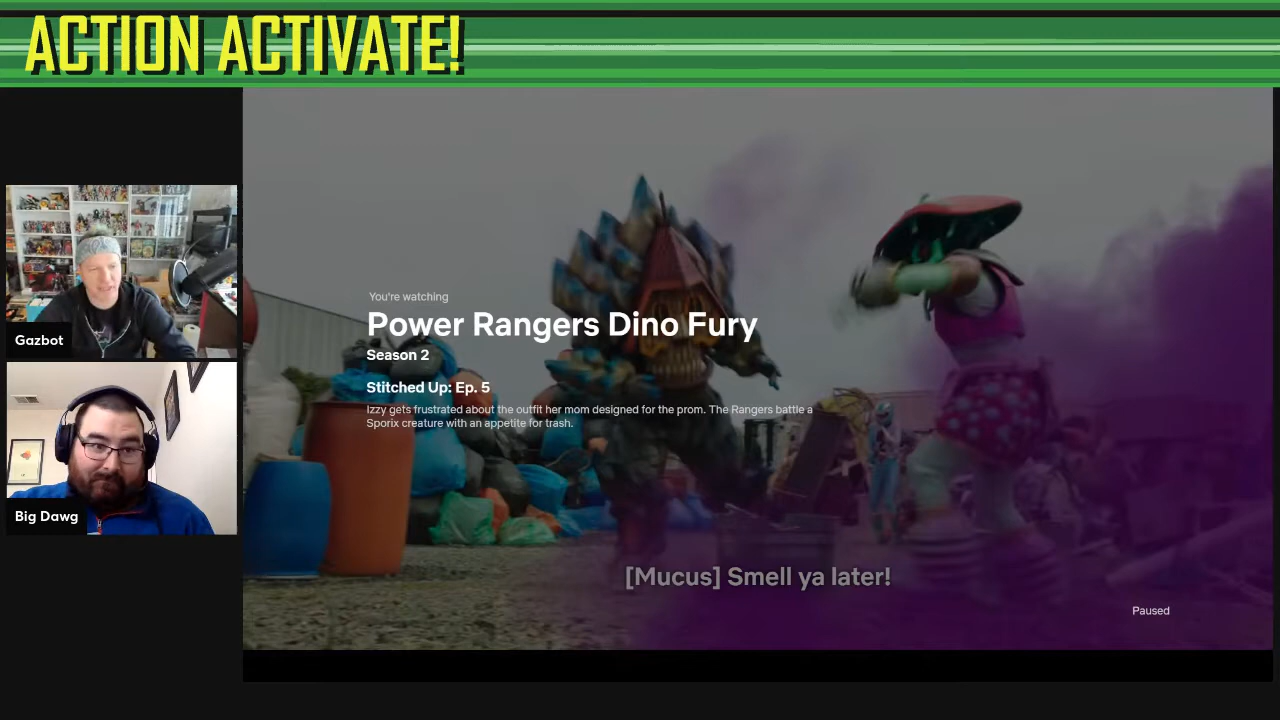 ACTION ACTIVATE!
Gazbot
Big Dawg
You're watching
Power Rangers Dino Fury
Season 2
Stitched Up: Ep. 5
Izzy gets frustrated about the outfit her mom designed for the prom. The Rangers battle a
Sporix creature with an appetite for trash.
[Mucus] Smell ya later!
Paused